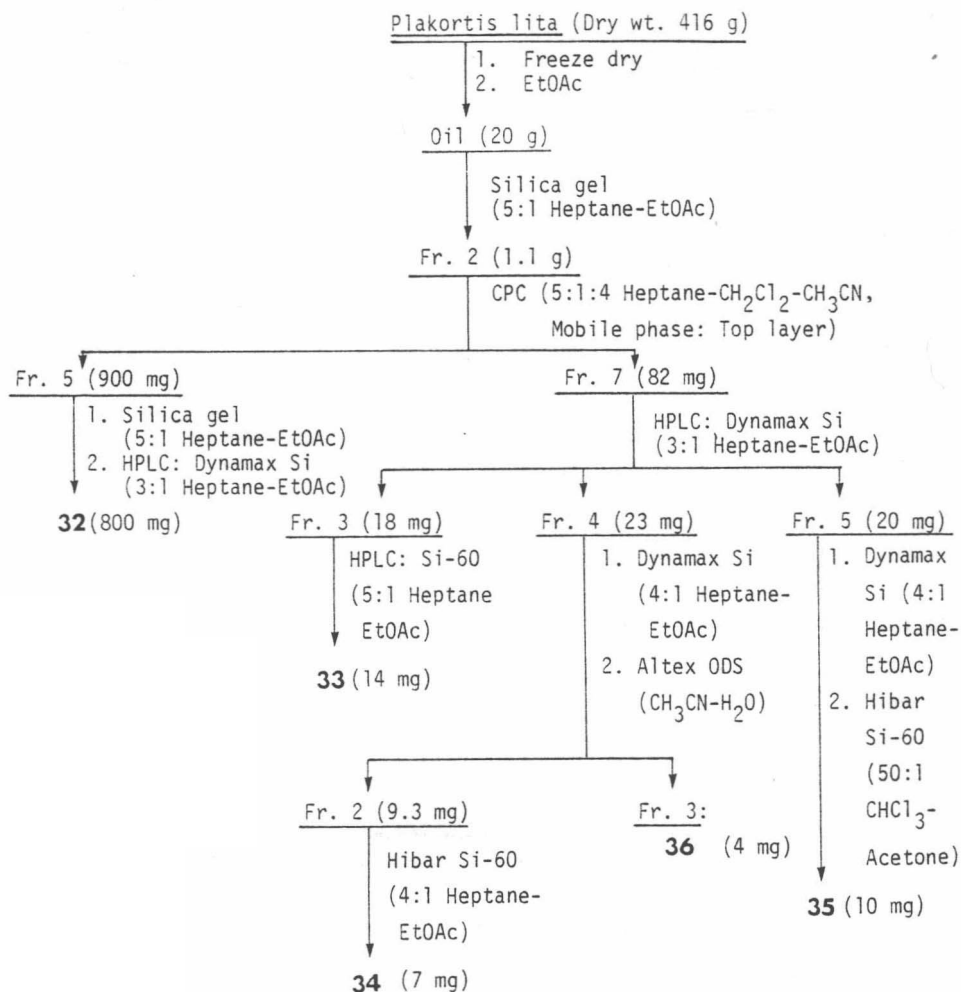 Plakortis lita (Dry wt. 416 g)
1. Freeze dry
2. EtOAc
Oil (20 g)
Silica gel
(5:1 Heptane-EtOAc)
Fr. 2 (1.1 g)
CPC (5:1:4 Heptane-CH2Cl2-CH3CN,
Mobile phase: Top layer)
Fr. 5 (900 mg)
1. Silica gel
(5:1 Heptane-EtOAc)
2. HPLC: Dynamax Si
(3:1 Heptane-EtOAc)
32 (800 mg)
Fr. 7 (82 mg)
HPLC: Dynamax Si
(3:1 Heptane-EtOAc)
Fr. 3 (18 mg)
HPLC: Si-60
(5:1 Heptane
EtOAc)
33 (14 mg)
Fr. 4 (23 mg)
1. Dynamax Si
(4:1 Heptane-
EtOAc)
2. Altex ODS
(CH3CN-H2O)
Fr. 2 (9.3 mg)
Hibar Si-60
(4:1 Heptane-
EtOAc)
34 (7 mg)
Fr. 3:
36 (4 mg)
Fr. 5 (20 mg)
1. Dynamax
Si (4:1
Heptane-
EtOAc)
2. Hibar
Si-60
(50:1
CHCl3-
Acetone)
35 (10 mg)